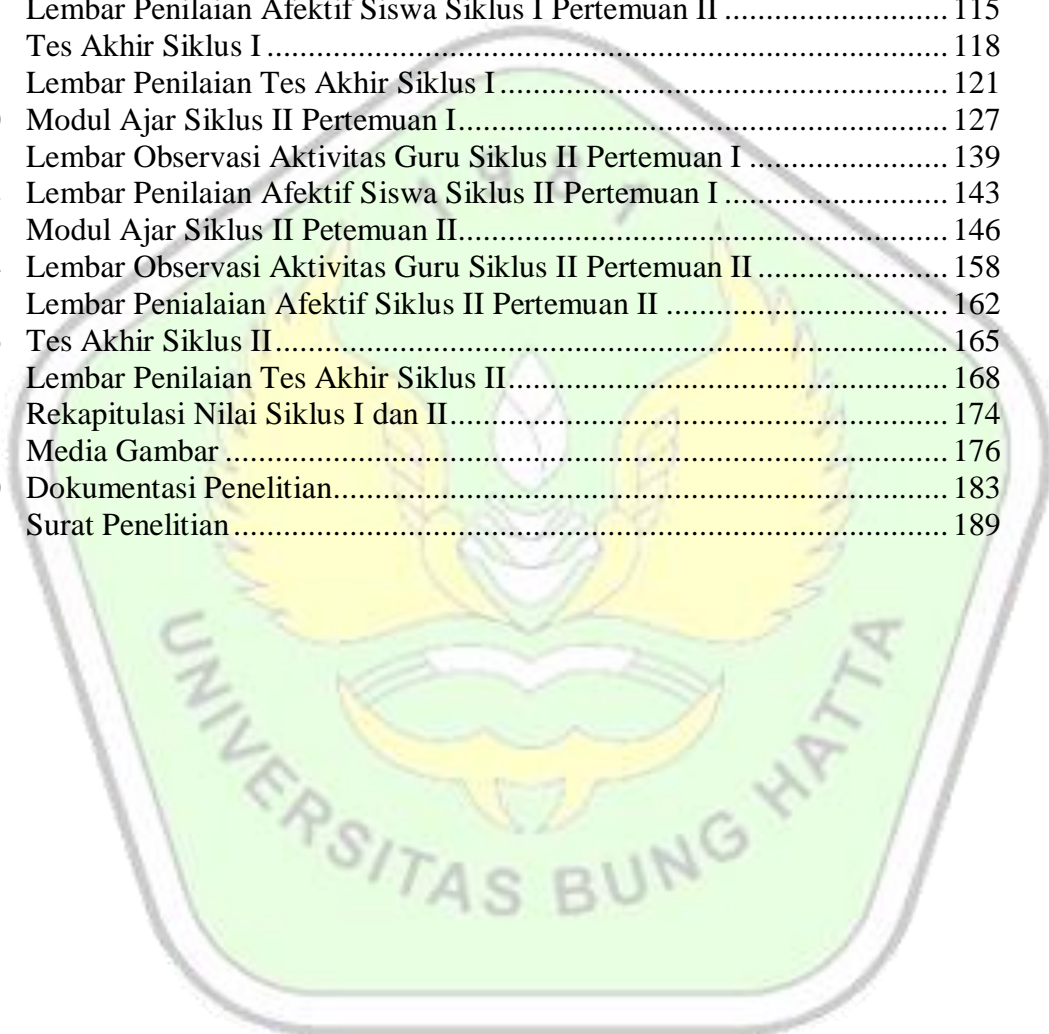 Lembar Penilaian Afektif Siswa Siklus I Pertemuan II ......................... 115
Tes Akhir Siklus I ......................... 118
Lembar Penilaian Tes Akhir Siklus I ......................... 121
Modul Ajar Siklus II Pertemuan I ......................... 127
Lembar Observasi Aktivitas Guru Siklus II Pertemuan I ......................... 139
Lembar Penilaian Afektif Siswa Siklus II Pertemuan I ......................... 143
Modul Ajar Siklus II Petemuan II ......................... 146
Lembar Observasi Aktivitas Guru Siklus II Pertemuan II ......................... 158
Lembar Penialaian Afektif Siklus II Pertemuan II ......................... 162
Tes Akhir Siklus II ......................... 165
Lembar Penilaian Tes Akhir Siklus II ......................... 168
Rekapitulasi Nilai Siklus I dan II ......................... 174
Media Gambar ......................... 176
Dokumentasi Penelitian ......................... 183
Surat Penelitian ......................... 189
UNIVERSITAS BUNG HATTA